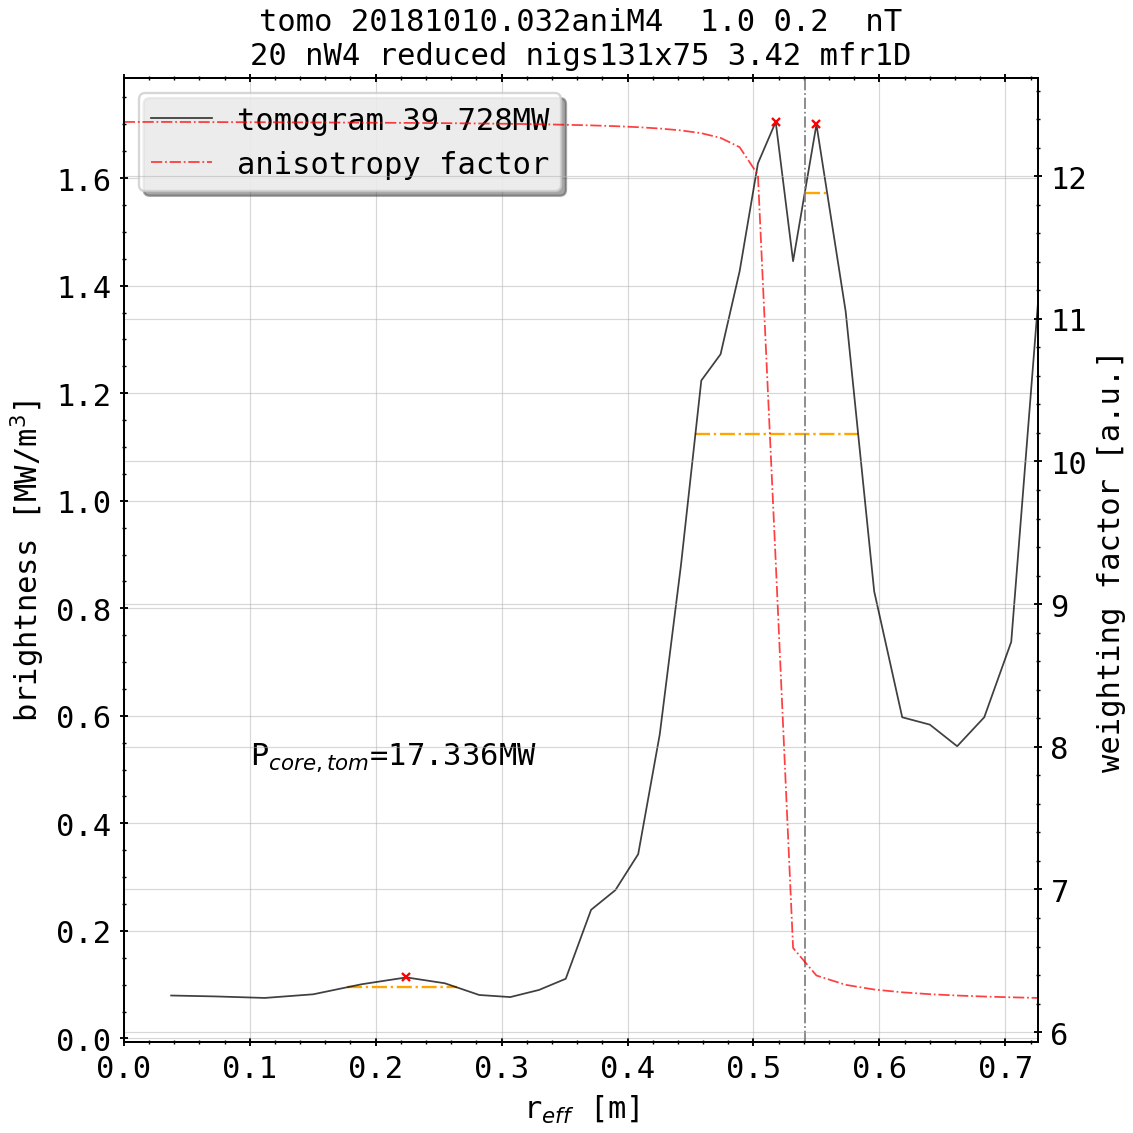 tomo 20181010.032aniM4  1.0 0.2  nT
20 nW4 reduced nigs131x75 3.42 mfr1D
tomogram 39.728MW
anisotropy factor
1.6
1.4
1.2
1.0
0.8
0.6
0.4
0.2
0.0
brightness [MW/m³]
P_core,tom=17.336MW
12
11
10
9
8
7
6
weighting factor [a.u.]
0.0 0.1 0.2 0.3 0.4 0.5 0.6 0.7
r_eff [m]